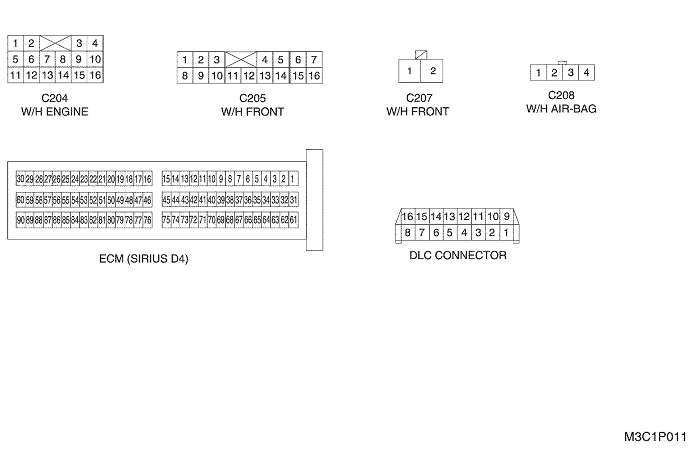 1 2 3 4
5 6 7 8 9 10
11 12 13 14 15 16
C204
W/H ENGINE
1 2 3 4 5 6 7
8 9 10 11 12 13 14 15 16
C205
W/H FRONT
1 2
C207
W/H FRONT
1 2 3 4
C208
W/H AIR-BAG
30 29 28 27 26 25 24 23 22 21 20 19 18 17 16 15 14 13 12 11 10 9 8 7 6 5 4 3 2 1
60 59 58 57 56 55 54 53 52 51 50 49 48 47 46 45 44 43 42 41 40 39 38 37 36 35 34 33 32 31
90 89 88 87 86 85 84 83 82 81 80 79 78 77 76 75 74 73 72 71 70 69 68 67 66 65 64 63 62 61
ECM (SIRIUS D4)
16 15 14 13 12 11 10 9
8 7 6 5 4 3 2 1
DLC CONNECTOR
M3C1P011